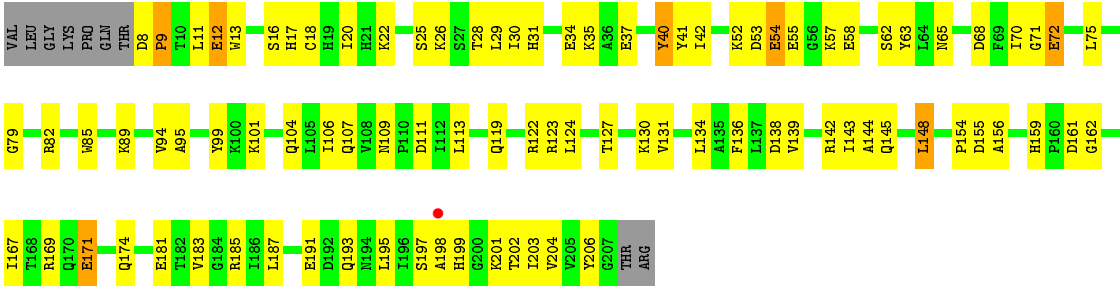 VAL LEU GLY LYS PRO GLN THR D8 P9 T10 L11 E12 W13 S16 H17 C18 H19 I20 H21 K22 S25 K26 S27 T28 L29 I30 H31 E34 K35 A36 E37 Y40 Y41 I42 K52 D53 E54 E55 G56 K57 E58 S62 Y63 L64 N65 D68 F69 I70 G71 E72 L75
G79 R82 W85 K89 V94 A95 Y99 K100 K101 Q104 L105 I106 Q107 V108 N109 P110 D111 I112 L113 Q119 R122 R123 L124 T127 K130 V131 L134 A135 F136 L137 D138 V139 R142 I143 A144 Q145 L148 P154 D155 A156 H159 P160 D161 G162
I167 T168 R169 Q170 E171 Q174 E181 T182 V183 G184 R185 I186 L187 E191 D192 Q193 N194 L195 I196 S197 A198 H199 G200 K201 T202 I203 V204 V205 Y206 G207 THR ARG